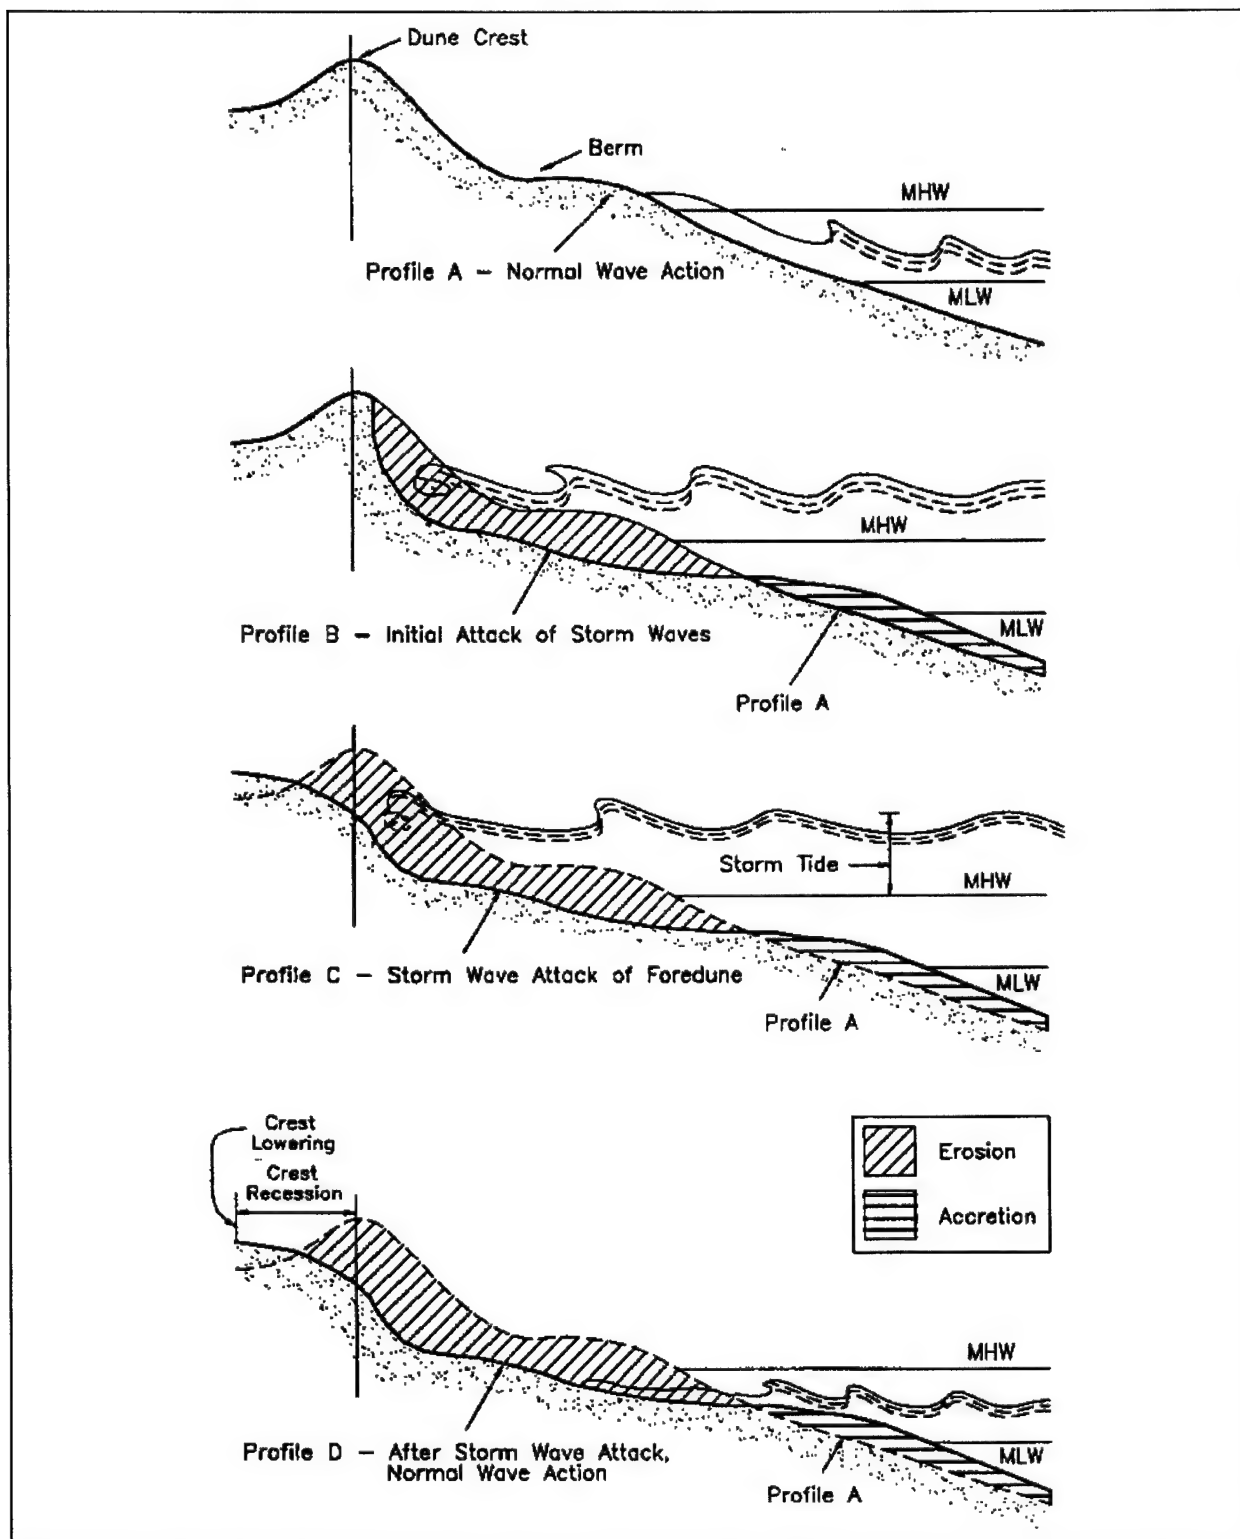 Dune Crest
Berm
MHW
Profile A – Normal Wave Action
MLW
MHW
Profile B – Initial Attack of Storm Waves
MLW
Profile A
Storm Tide
MHW
Profile C – Storm Wave Attack of Foredune
MLW
Profile A
Crest
Lowering
Crest
Recession
Erosion
Accretion
MHW
Profile D – After Storm Wave Attack,
Normal Wave Action
MLW
Profile A